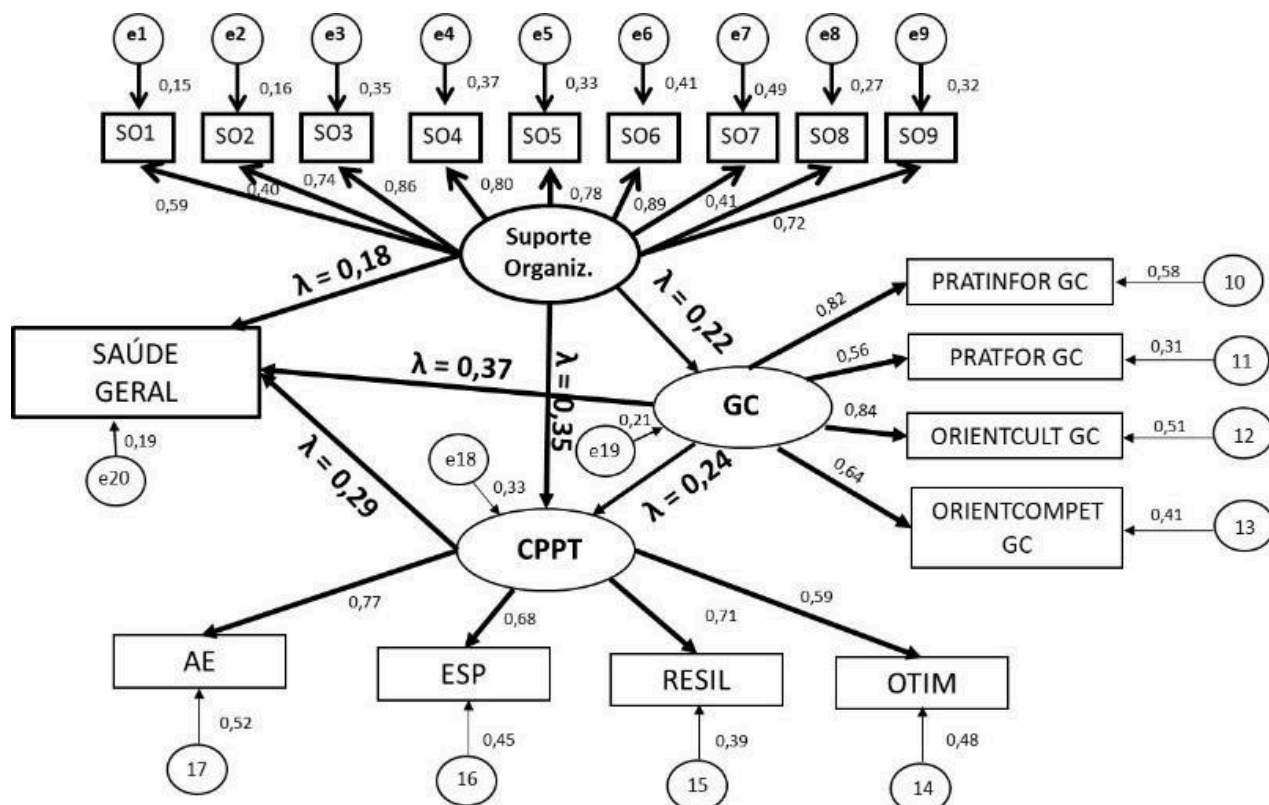 e1 e2 e3 e4 e5 e6 e7 e8 e9
0,15 0,16 0,35 0,37 0,33 0,41 0,49 0,27 0,32
SO1 SO2 SO3 SO4 SO5 SO6 SO7 SO8 SO9
0,59 0,40 0,74 0,86 0,80 0,78 0,89 0,41 0,72
Suporte
Organiz.
λ = 0,18
λ = 0,22
λ = 0,37
λ = 0,35
SAÚDE
GERAL
0,19
e20
λ = 0,29
GC
0,21
e19
λ = 0,24
0,82
PRATINFOR GC
0,58
10
0,56
PRATFOR GC
0,31
11
0,84
ORIENTCULT GC
0,51
12
0,64
ORIENTCOMPET
GC
0,41
13
e18
0,33
CPPT
0,77 0,68 0,71 0,59
AE ESP RESIL OTIM
0,52 0,45 0,39 0,48
17 16 15 14